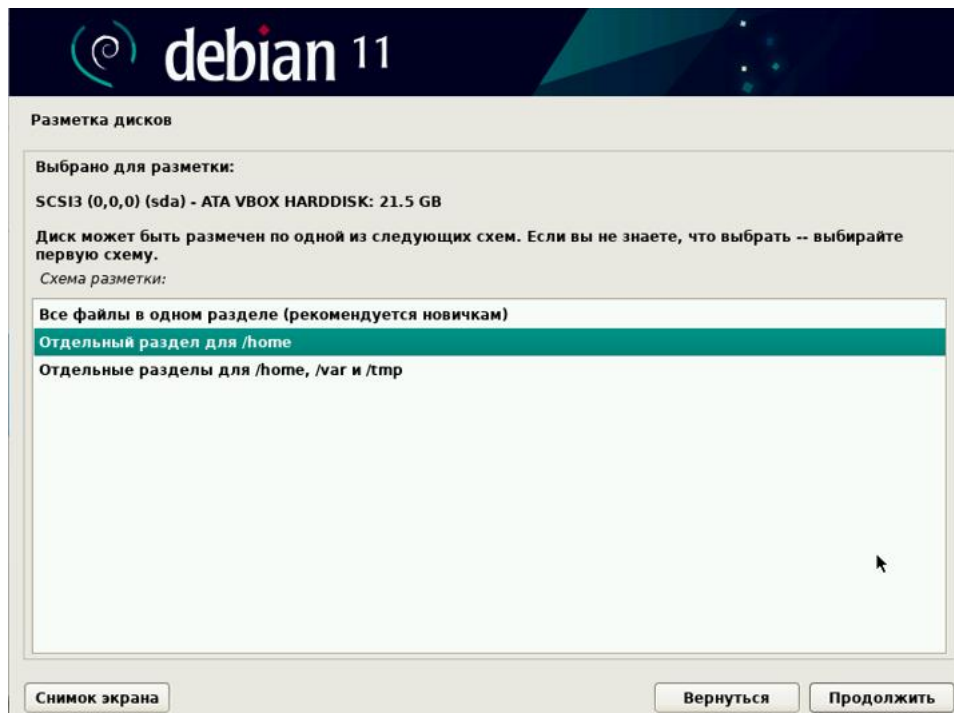 debian 11
Разметка дисков
Выбрано для разметки:
SCSI3 (0,0,0) (sda) - ATA VBOX HARDDISK: 21.5 GB
Диск может быть размечен по одной из следующих схем. Если вы не знаете, что выбрать -- выбирайте
первую схему.
Схема разметки:
Все файлы в одном разделе (рекомендуется новичкам)
Отдельный раздел для /home
Отдельные разделы для /home, /var и /tmp
Снимок экрана
Вернуться
Продолжить